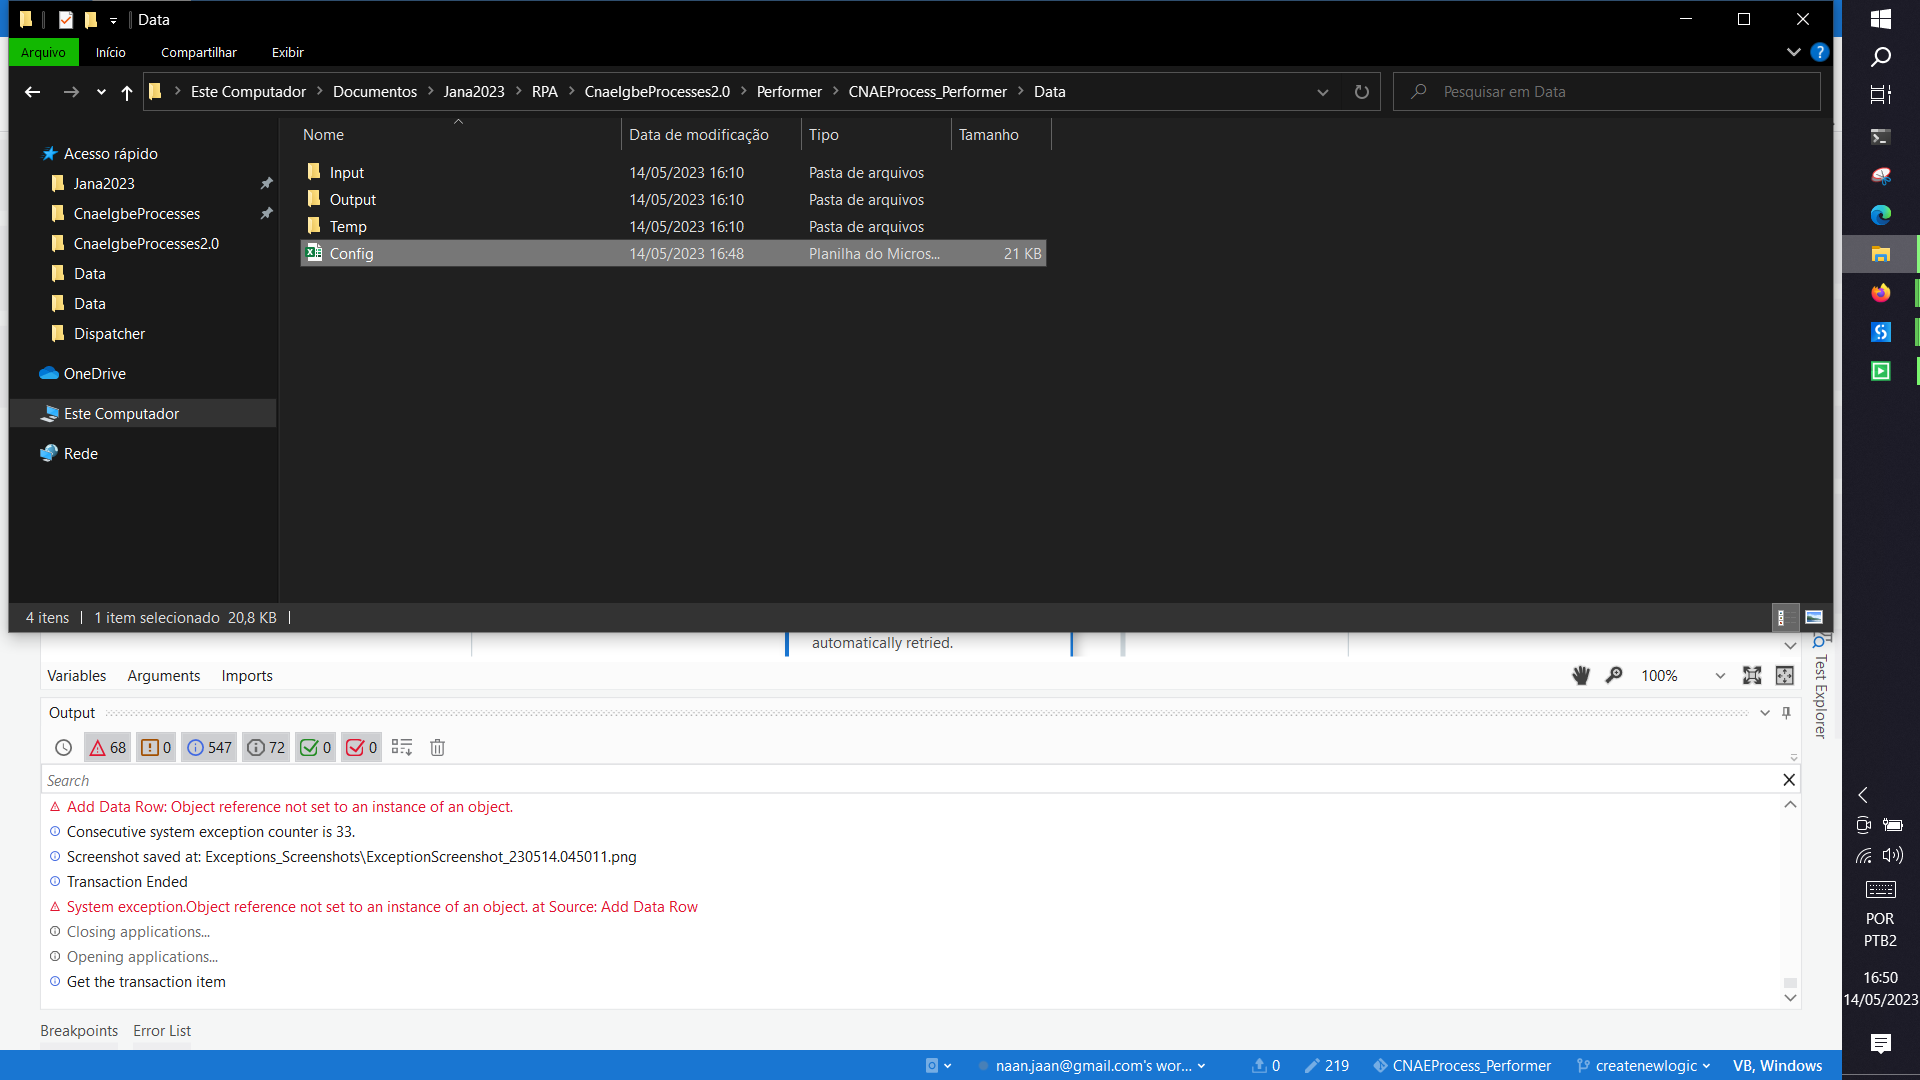 Data
Arquivo Início Compartilhar Exibir
Este Computador Documentos Jana2023 RPA CnaeIgbeProcesses2.0 Performer CNAEProcess_Performer Data
Pesquisar em Data
Nome Data de modificação Tipo Tamanho
Acesso rápido
Jana2023
CnaeIgbeProcesses
CnaeIgbeProcesses2.0
Data
Data
Dispatcher
OneDrive
Este Computador
Rede
Input 14/05/2023 16:10 Pasta de arquivos
Output 14/05/2023 16:10 Pasta de arquivos
Temp 14/05/2023 16:10 Pasta de arquivos
Config 14/05/2023 16:48 Planilha do Micros... 21 KB
4 itens 1 item selecionado 20,8 KB
automatically retried.
Variables Arguments Imports 100%
Test Explorer
Output
68 0 547 72 0 0
Search
Add Data Row: Object reference not set to an instance of an object.
Consecutive system exception counter is 33.
Screenshot saved at: Exceptions_Screenshots\ExceptionScreenshot_230514.045011.png
Transaction Ended
System exception.Object reference not set to an instance of an object. at Source: Add Data Row
Closing applications...
Opening applications...
Get the transaction item
Breakpoints Error List
naan.jaan@gmail.com's wor... 0 219 CNAEProcess_Performer createnewlogic VB, Windows
POR
PTB2
16:50
14/05/2023